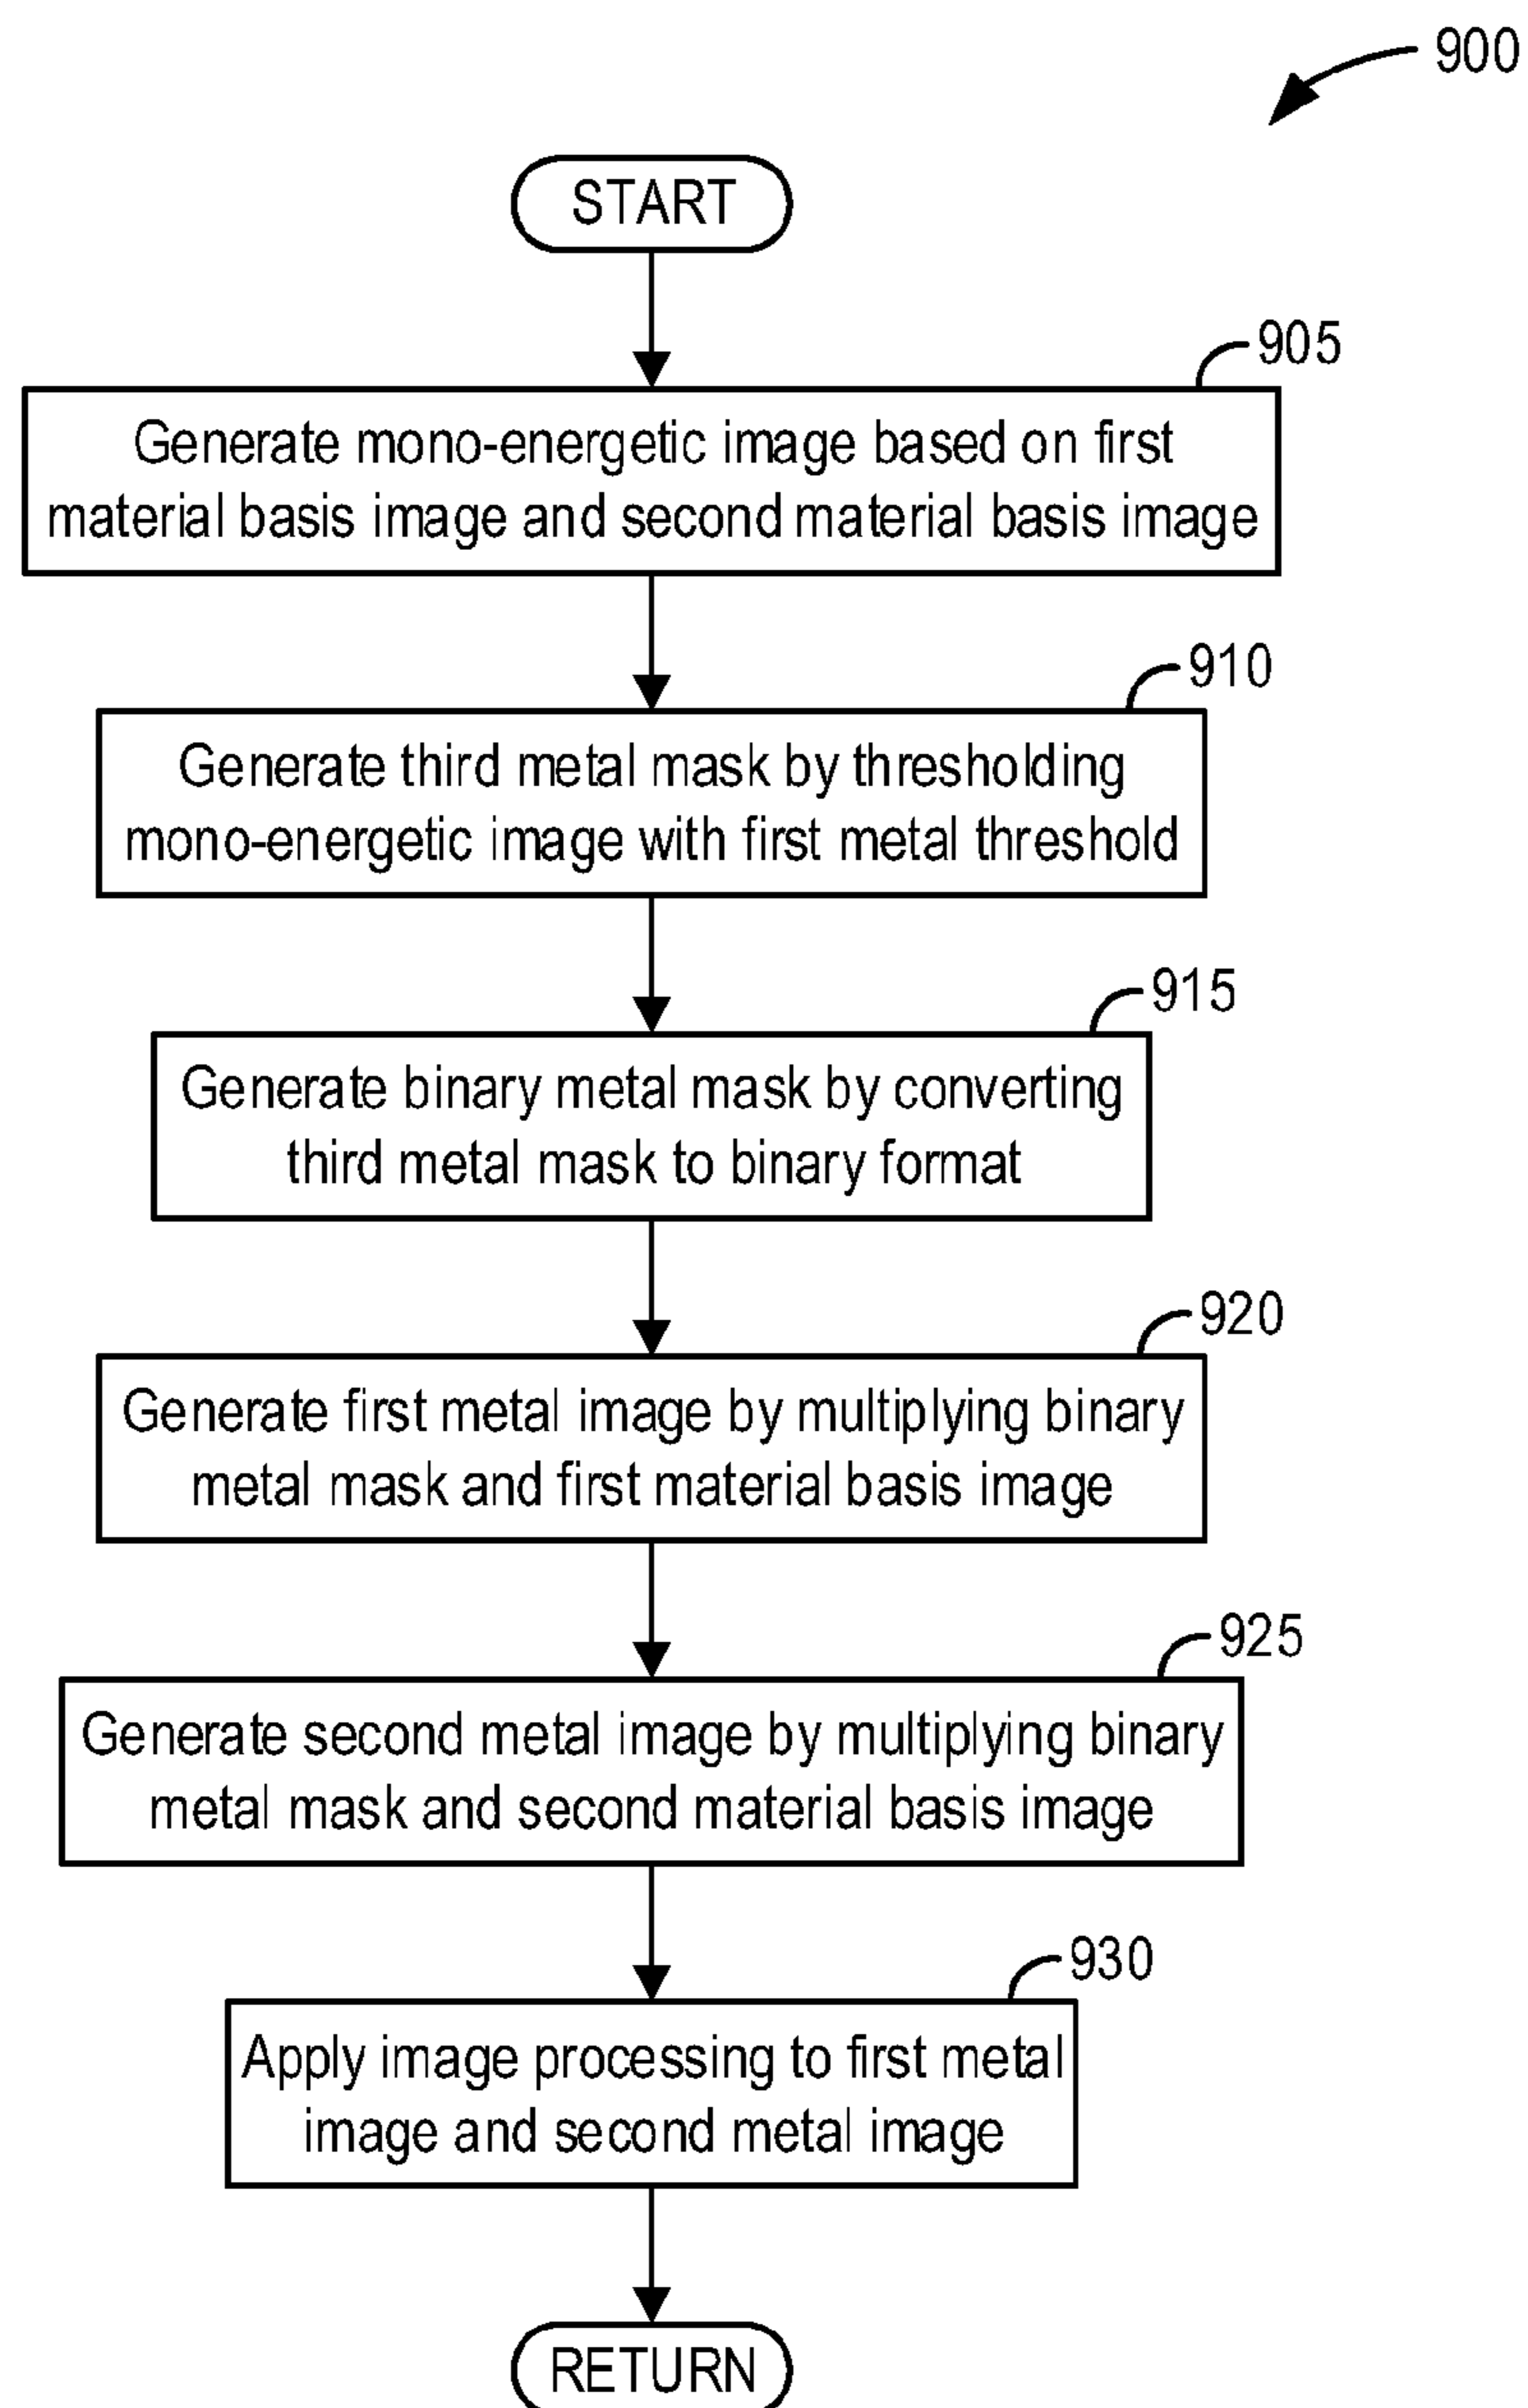 900
START
905
Generate mono-energetic image based on first
material basis image and second material basis image
910
Generate third metal mask by thresholding
mono-energetic image with first metal threshold
915
Generate binary metal mask by converting
third metal mask to binary format
920
Generate first metal image by multiplying binary
metal mask and first material basis image
925
Generate second metal image by multiplying binary
metal mask and second material basis image
930
Apply image processing to first metal
image and second metal image
RETURN